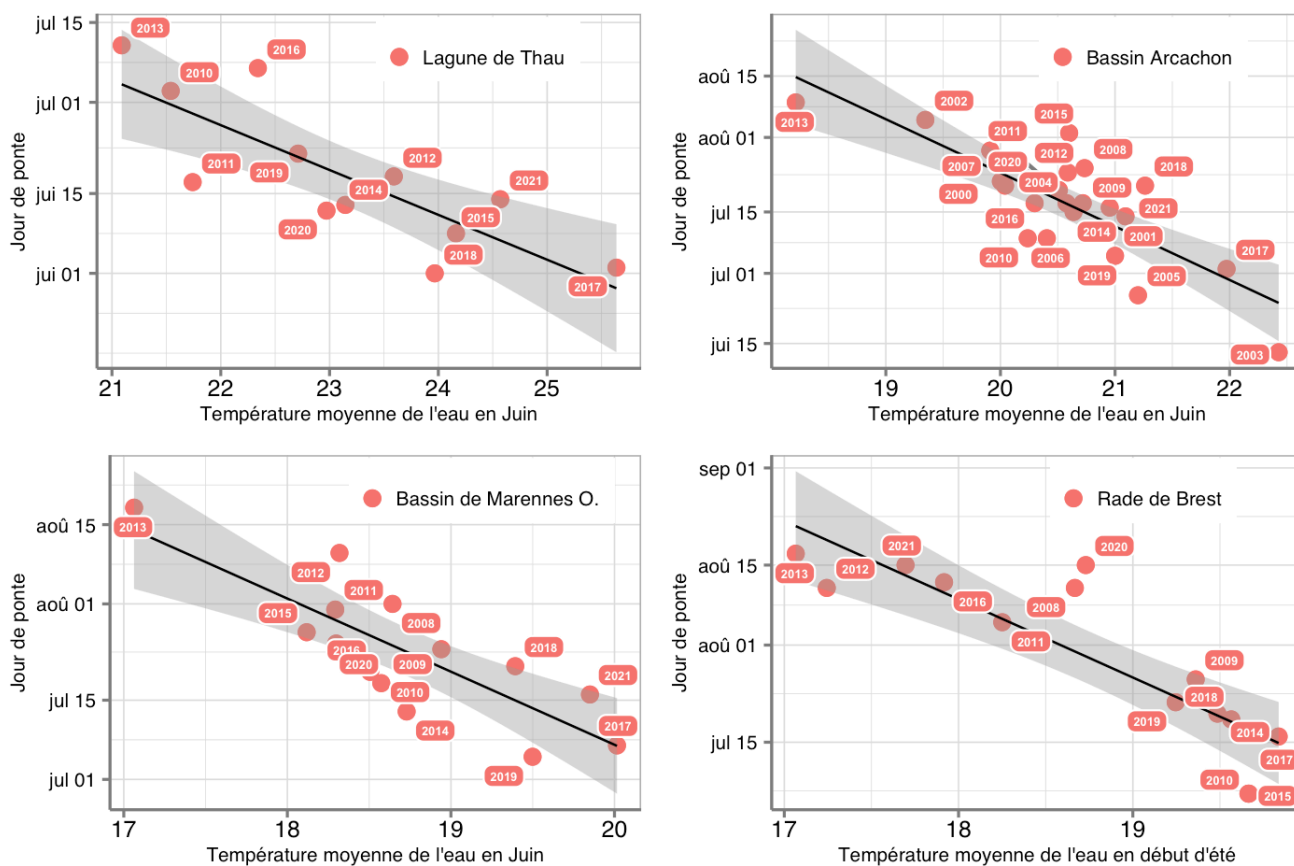 Lagune de Thau
Jour de ponte
jul 15
jul 01
jui 15
jui 01
2013
2016
2010
2011
2019
2012
2014
2021
2020
2015
2018
2017
21 22 23 24 25
Température moyenne de l'eau en Juin
Bassin Arcachon
Jour de ponte
aoû 15
aoû 01
jul 15
jul 01
jui 15
2013
2002
2015
2011
2012
2008
2007
2020
2018
2000
2004
2009
2016
2021
2014
2001
2010
2006
2017
2019
2005
2003
19 20 21 22
Température moyenne de l'eau en Juin
Bassin de Marennes O.
Jour de ponte
aoû 15
aoû 01
jul 15
jul 01
2013
2012
2011
2015
2008
2016
2018
2020
2009
2021
2010
2014
2017
2019
17 18 19 20
Température moyenne de l'eau en Juin
Rade de Brest
Jour de ponte
sep 01
aoû 15
aoû 01
jul 15
2021
2020
2013
2012
2016
2008
2011
2009
2018
2019
2014
2017
2010
2015
17 18 19
Température moyenne de l'eau en début d'été